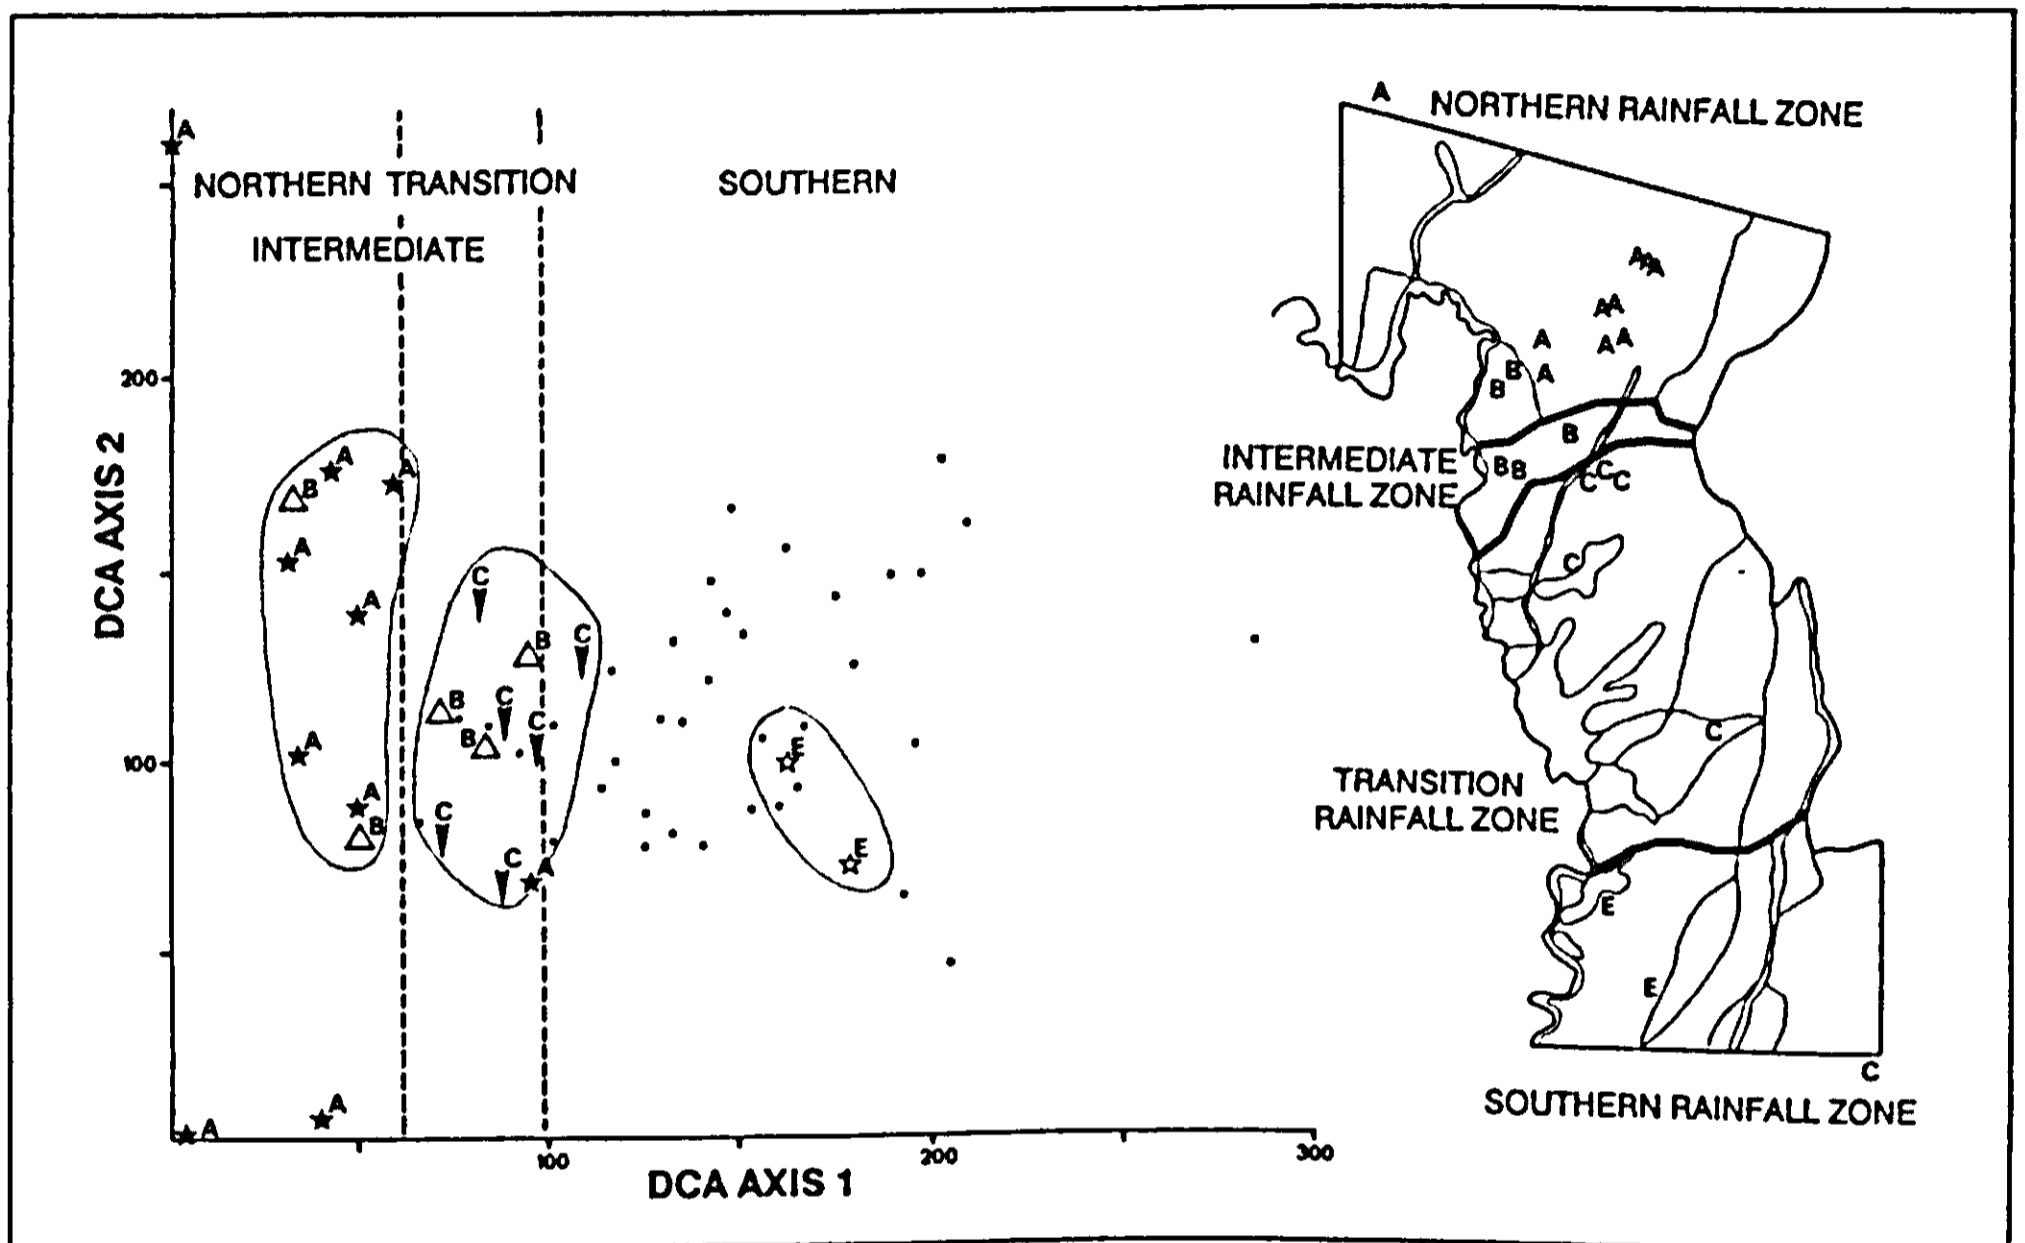 A
NORTHERN TRANSITION SOUTHERN
INTERMEDIATE
200
A
A
B
A
A
C
B
C
B
C
C
B
A
100
A
B
C
C
A
E
E
A
A
DCA AXIS 2
100
200
300
DCA AXIS 1
A
NORTHERN RAINFALL ZONE
A A A
A A
A A A
B B A
B
INTERMEDIATE
RAINFALL ZONE
B B
C C C
C
C
TRANSITION
RAINFALL ZONE
E
E
C
SOUTHERN RAINFALL ZONE